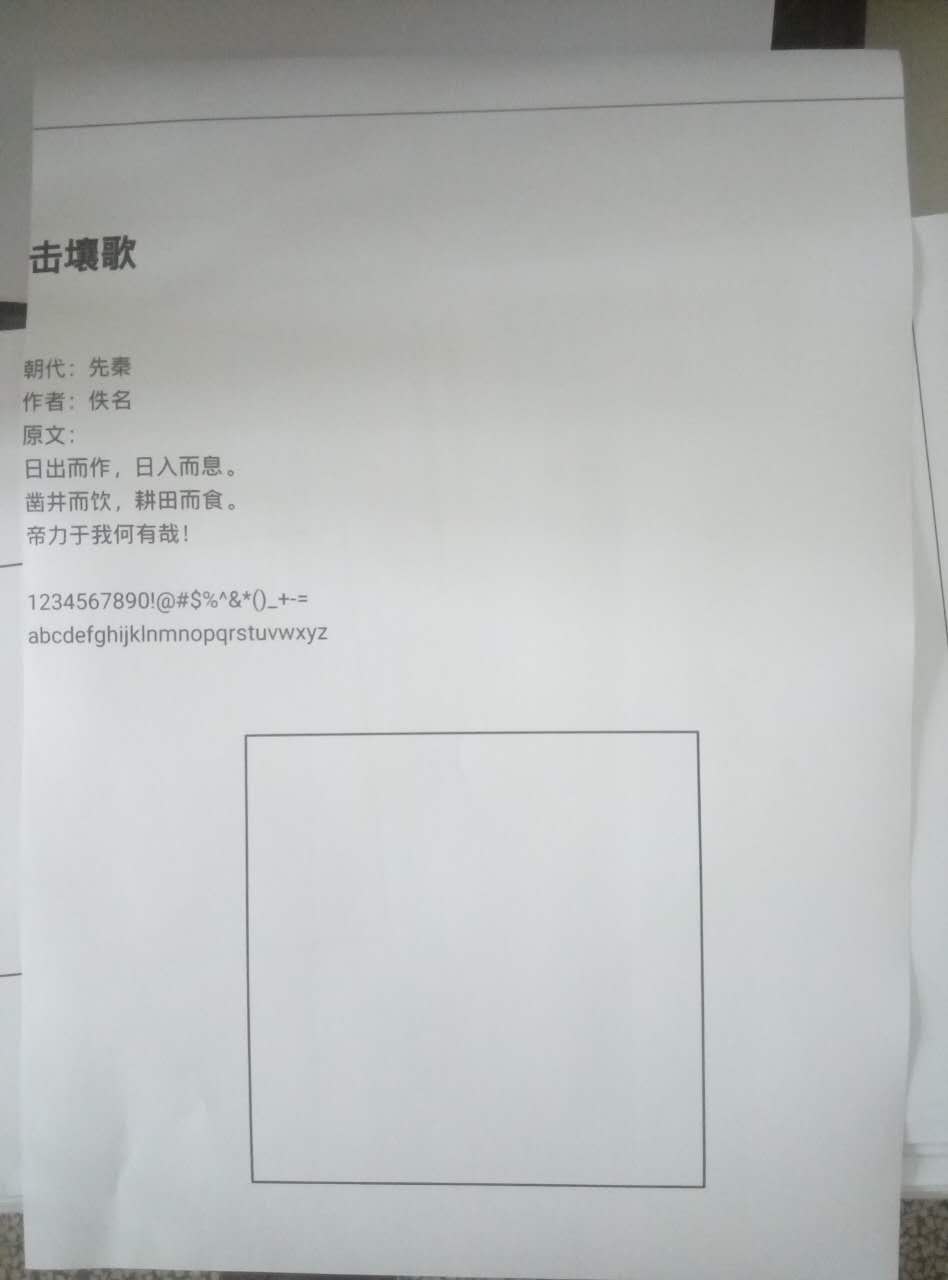 击壤歌
朝代：先秦
作者：佚名
原文：
日出而作，日入而息。
凿井而饮，耕田而食。
帝力于我何有哉！
1234567890!@#$%^&*()_+-=
abcdefghijklnmnopqrstuvwxyz